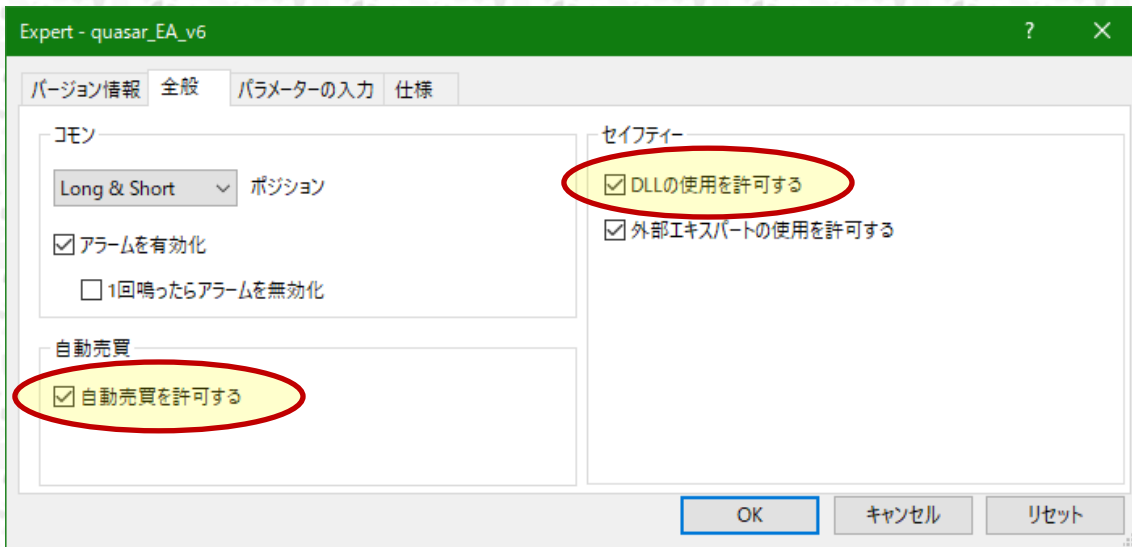 Expert - quasar_EA_v6
バージョン情報 全般 パラメーターの入力 仕様
コモン
Long & Short ポジション
アラームを有効化
1回鳴ったらアラームを無効化
自動売買
自動売買を許可する
セイフティー
DLLの使用を許可する
外部エキスパートの使用を許可する
OK キャンセル リセット